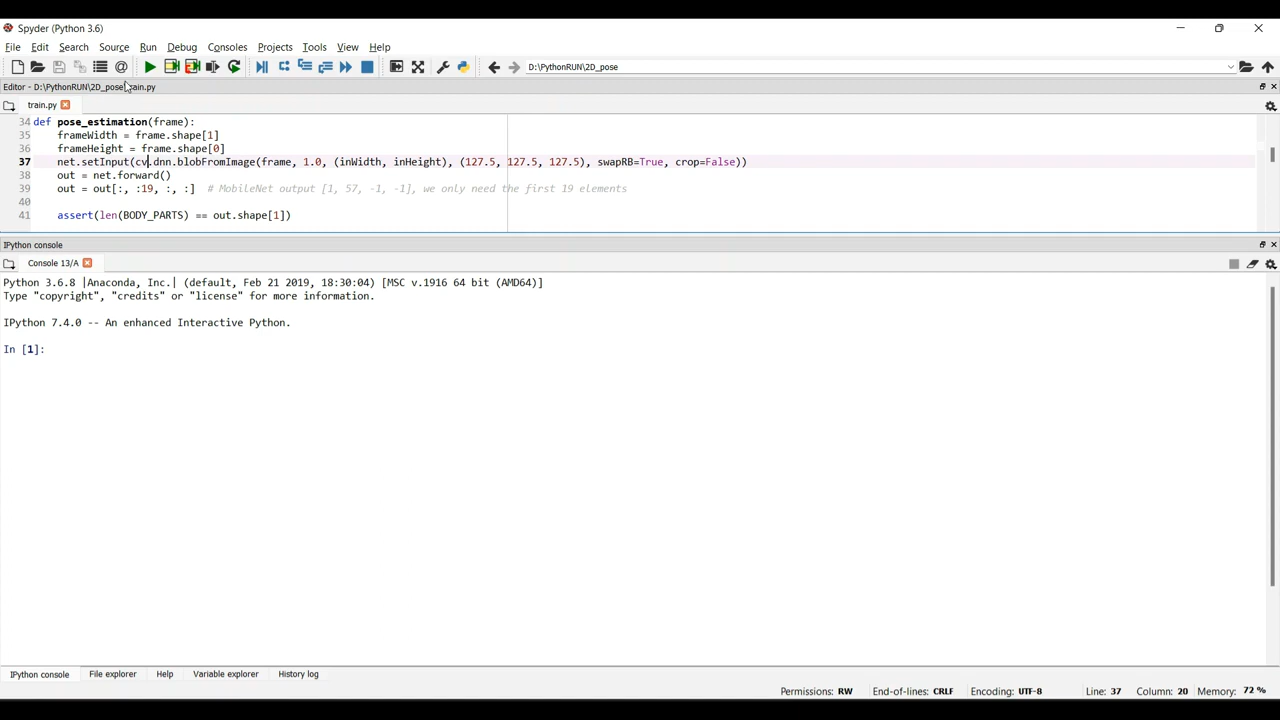 Spyder (Python 3.6)
File Edit Search Source Run Debug Consoles Projects Tools View Help
D:\PythonRUN\2D_pose
Editor - D:\PythonRUN\2D_pose\train.py
train.py
34 def pose_estimation(frame):
35 frameWidth = frame.shape[1]
36 frameHeight = frame.shape[0]
37 net.setInput(cv.dnn.blobFromImage(frame, 1.0, (inWidth, inHeight), (127.5, 127.5, 127.5), swapRB=True, crop=False))
38 out = net.forward()
39 out = out[:, :19, :, :] # MobileNet output [1, 57, -1, -1], we only need the first 19 elements
40
41 assert(len(BODY_PARTS) == out.shape[1])
IPython console
Console 13/A
Python 3.6.8 |Anaconda, Inc.| (default, Feb 21 2019, 18:30:04) [MSC v.1916 64 bit (AMD64)]
Type "copyright", "credits" or "license" for more information.
IPython 7.4.0 -- An enhanced Interactive Python.
In [1]:
IPython console File explorer Help Variable explorer History log
Permissions: RW End-of-lines: CRLF Encoding: UTF-8 Line: 37 Column: 20 Memory: 72 %